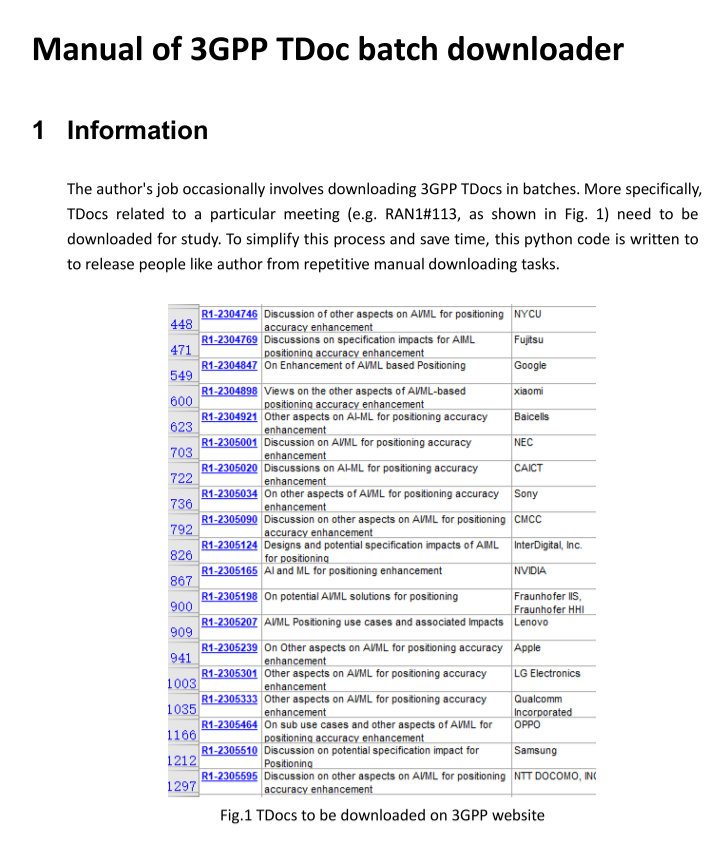 Manual of 3GPP TDoc batch downloader
1 Information
The author's job occasionally involves downloading 3GPP TDocs in batches. More specifically,
TDocs related to a particular meeting (e.g. RAN1#113, as shown in Fig. 1) need to be
downloaded for study. To simplify this process and save time, this python code is written to
to release people like author from repetitive manual downloading tasks.
448 R1-2304746 Discussion of other aspects on AI/ML for positioning NYCU
accuracy enhancement
471 R1-2304769 Discussions on specification impacts for AIML Fujitsu
positioning accuracy enhancement
549 R1-2304847 On Enhancement of AI/ML based Positioning Google
600 R1-2304898 Views on the other aspects of AI/ML-based xiaomi
positioning accuracy enhancement
623 R1-2304921 Other aspects on AI-ML for positioning accuracy Baicells
enhancement
703 R1-2305001 Discussion on AI/ML for positioning accuracy NEC
enhancement
722 R1-2305020 Discussions on AI-ML for positioning accuracy CAICT
enhancement
736 R1-2305034 On other aspects of AI/ML for positioning accuracy Sony
enhancement
792 R1-2305090 Discussion on other aspects on AI/ML for positioning CMCC
accuracy enhancement
826 R1-2305124 Designs and potential specification impacts of AIML InterDigital, Inc.
for positioning
867 R1-2305165 AI and ML for positioning enhancement NVIDIA
900 R1-2305198 On potential AI/ML solutions for positioning Fraunhofer IIS,
Fraunhofer HHI
909 R1-2305207 AI/ML Positioning use cases and associated Impacts Lenovo
941 R1-2305239 On Other aspects on AI/ML for positioning accuracy Apple
enhancement
1003 R1-2305301 Other aspects on AI/ML for positioning accuracy LG Electronics
enhancement
1035 R1-2305333 Other aspects on AI/ML for positioning accuracy Qualcomm
enhancement Incorporated
1166 R1-2305464 On sub use cases and other aspects of AI/ML for OPPO
positioning accuracy enhancement
1212 R1-2305510 Discussion on potential specification impact for Samsung
Positioning
1297 R1-2305595 Discussion on other aspects on AI/ML for positioning NTT DOCOMO, INC
accuracy enhancement
Fig.1 TDocs to be downloaded on 3GPP website